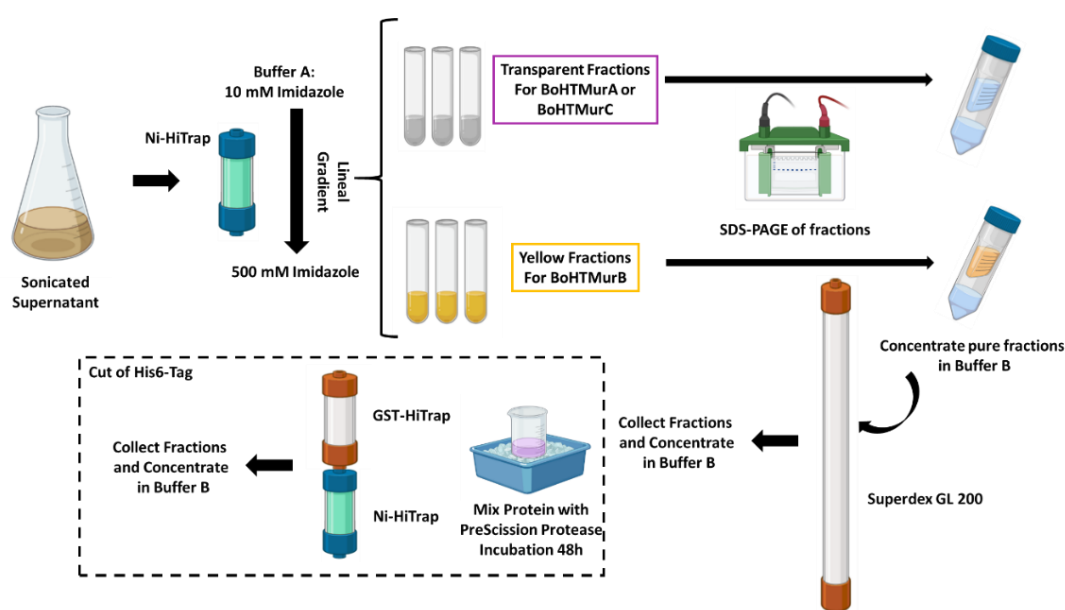 Sonicated
Supernatant
Ni-HiTrap
Buffer A:
10 mM Imidazole
Lineal
Gradient
500 mM Imidazole
Transparent Fractions
For BoHTMurA or
BoHTMurC
Yellow Fractions
For BoHTMurB
SDS-PAGE of fractions
Concentrate pure fractions
in Buffer B
Superdex GL 200
Collect Fractions
and Concentrate
in Buffer B
Cut of His6-Tag
Mix Protein with
PreScission Protease
Incubation 48h
GST-HiTrap
Ni-HiTrap
Collect Fractions
and Concentrate
in Buffer B